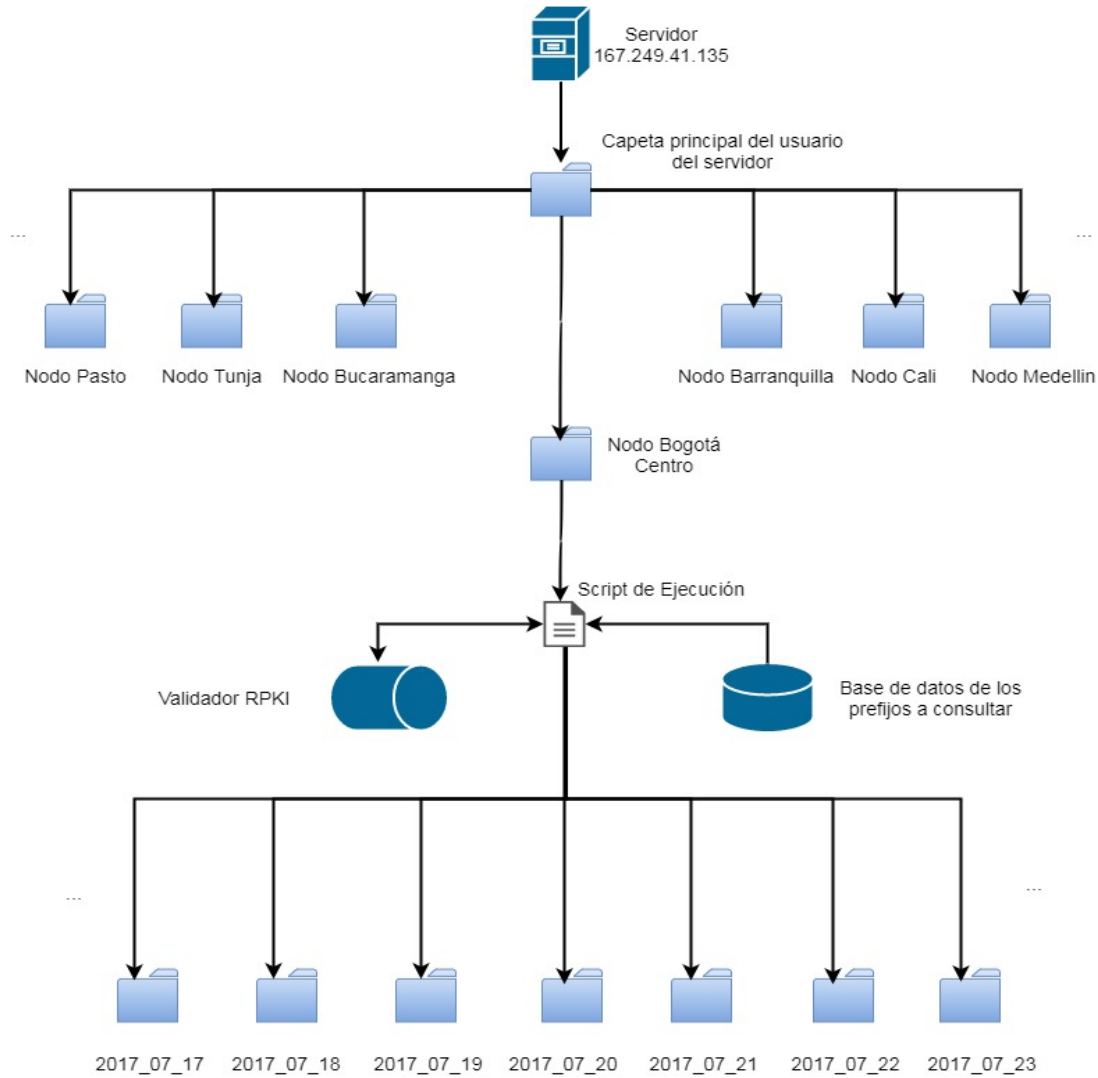 Servidor
167.249.41.135
Capeta principal del usuario
del servidor
...
...
Nodo Pasto
Nodo Tunja
Nodo Bucaramanga
Nodo Barranquilla
Nodo Cali
Nodo Medellin
Nodo Bogotá
Centro
Script de Ejecución
Validador RPKI
Base de datos de los
prefijos a consultar
...
...
2017_07_17
2017_07_18
2017_07_19
2017_07_20
2017_07_21
2017_07_22
2017_07_23